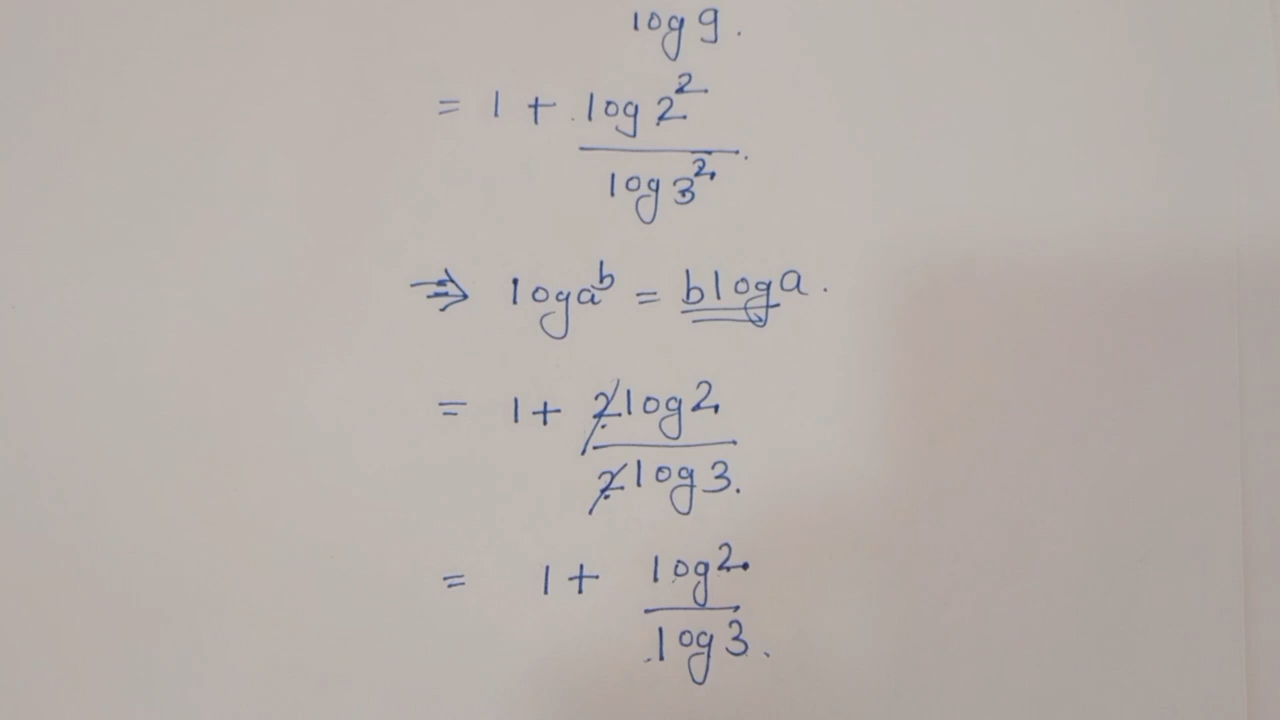 log 9.
= 1 + log 2²
log 3².
⇒ log aᵇ = b log a.
= 1 + 2 log 2
2 log 3.
= 1 + log 2.
log 3.